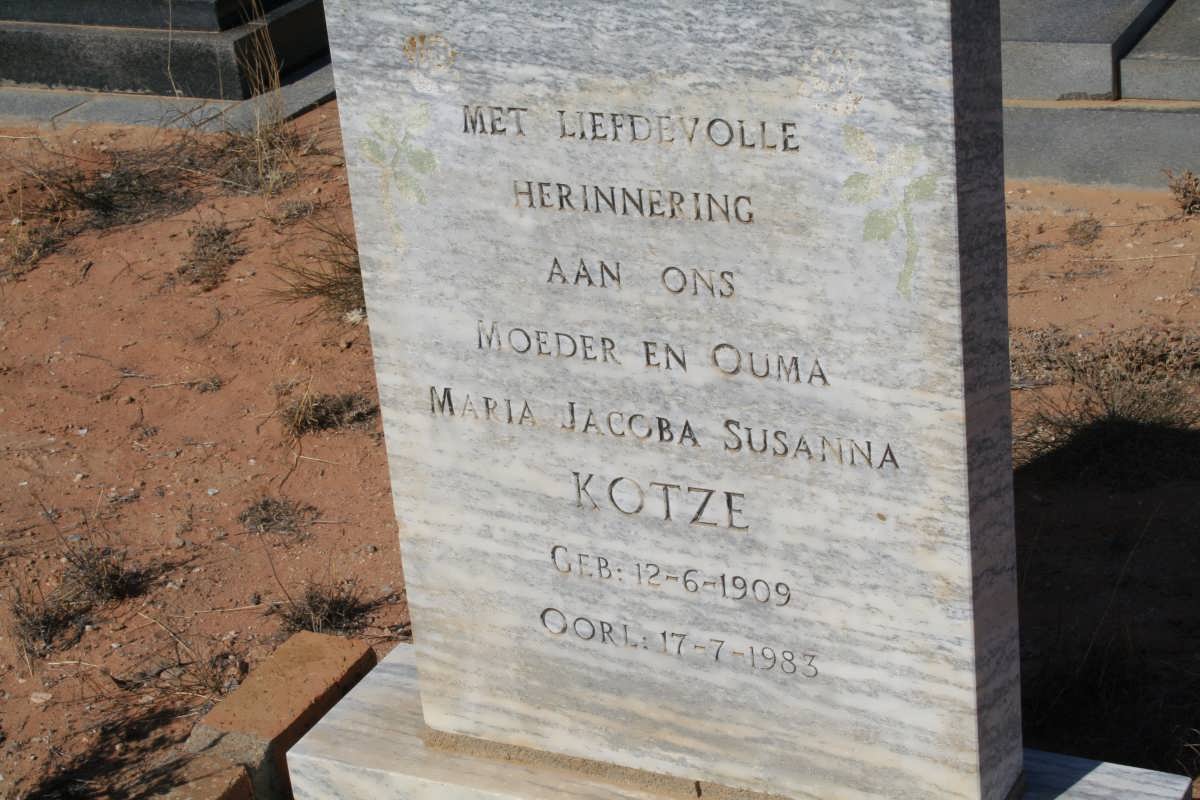 MET LIEFDEVOLLE
HERINNERING
AAN ONS
MOEDER EN OUMA
MARIA JACOBA SUSANNA
KOTZE
GEB: 12-6-1909
OORL: 17-7-1983